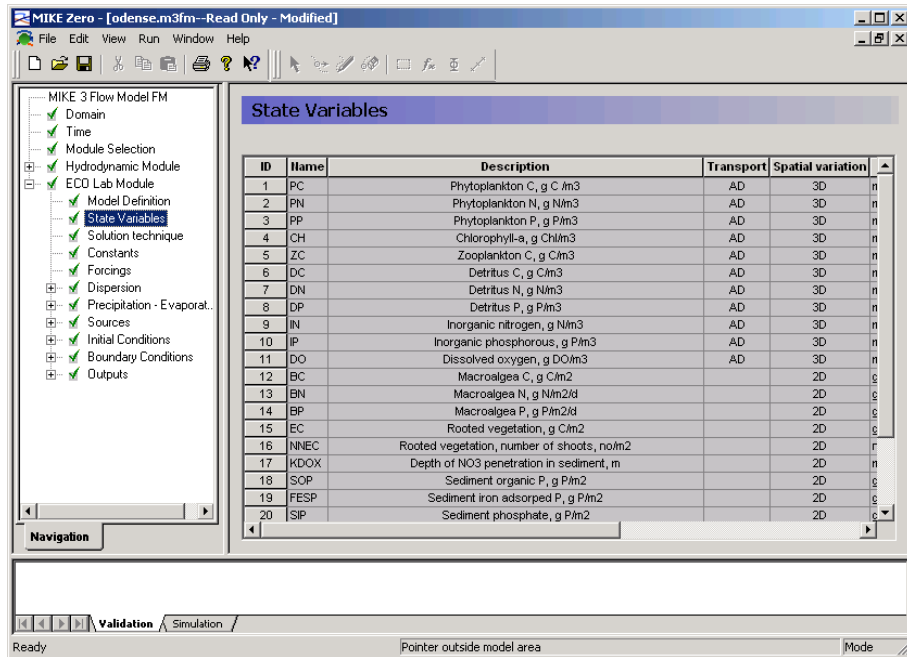 MIKE Zero - [odense.m3fm--Read Only - Modified]
File Edit View Run Window Help
MIKE 3 Flow Model FM
Domain
Time
Module Selection
Hydrodynamic Module
ECO Lab Module
Model Definition
State Variables
Solution technique
Constants
Forcings
Dispersion
Precipitation - Evaporat..
Sources
Initial Conditions
Boundary Conditions
Outputs
Navigation
State Variables
ID Name Description Transport Spatial variation
1 PC Phytoplankton C, g C /m3 AD 3D
2 PN Phytoplankton N, g N/m3 AD 3D
3 PP Phytoplankton P, g P/m3 AD 3D
4 CH Chlorophyll-a, g Chl/m3 AD 3D
5 ZC Zooplankton C, g C/m3 AD 3D
6 DC Detritus C, g C/m3 AD 3D
7 DN Detritus N, g N/m3 AD 3D
8 DP Detritus P, g P/m3 AD 3D
9 IN Inorganic nitrogen, g N/m3 AD 3D
10 IP Inorganic phosphorous, g P/m3 AD 3D
11 DO Dissolved oxygen, g DO/m3 AD 3D
12 BC Macroalgea C, g C/m2 2D
13 BN Macroalgea N, g N/m2/d 2D
14 BP Macroalgea P, g P/m2/d 2D
15 EC Rooted vegetation, g C/m2 2D
16 NNEC Rooted vegetation, number of shoots, no/m2 2D
17 KDOX Depth of NO3 penetration in sediment, m 2D
18 SOP Sediment organic P, g P/m2 2D
19 FESP Sediment iron adsorped P, g P/m2 2D
20 SIP Sediment phosphate, g P/m2 2D
Validation Simulation
Ready Pointer outside model area Mode